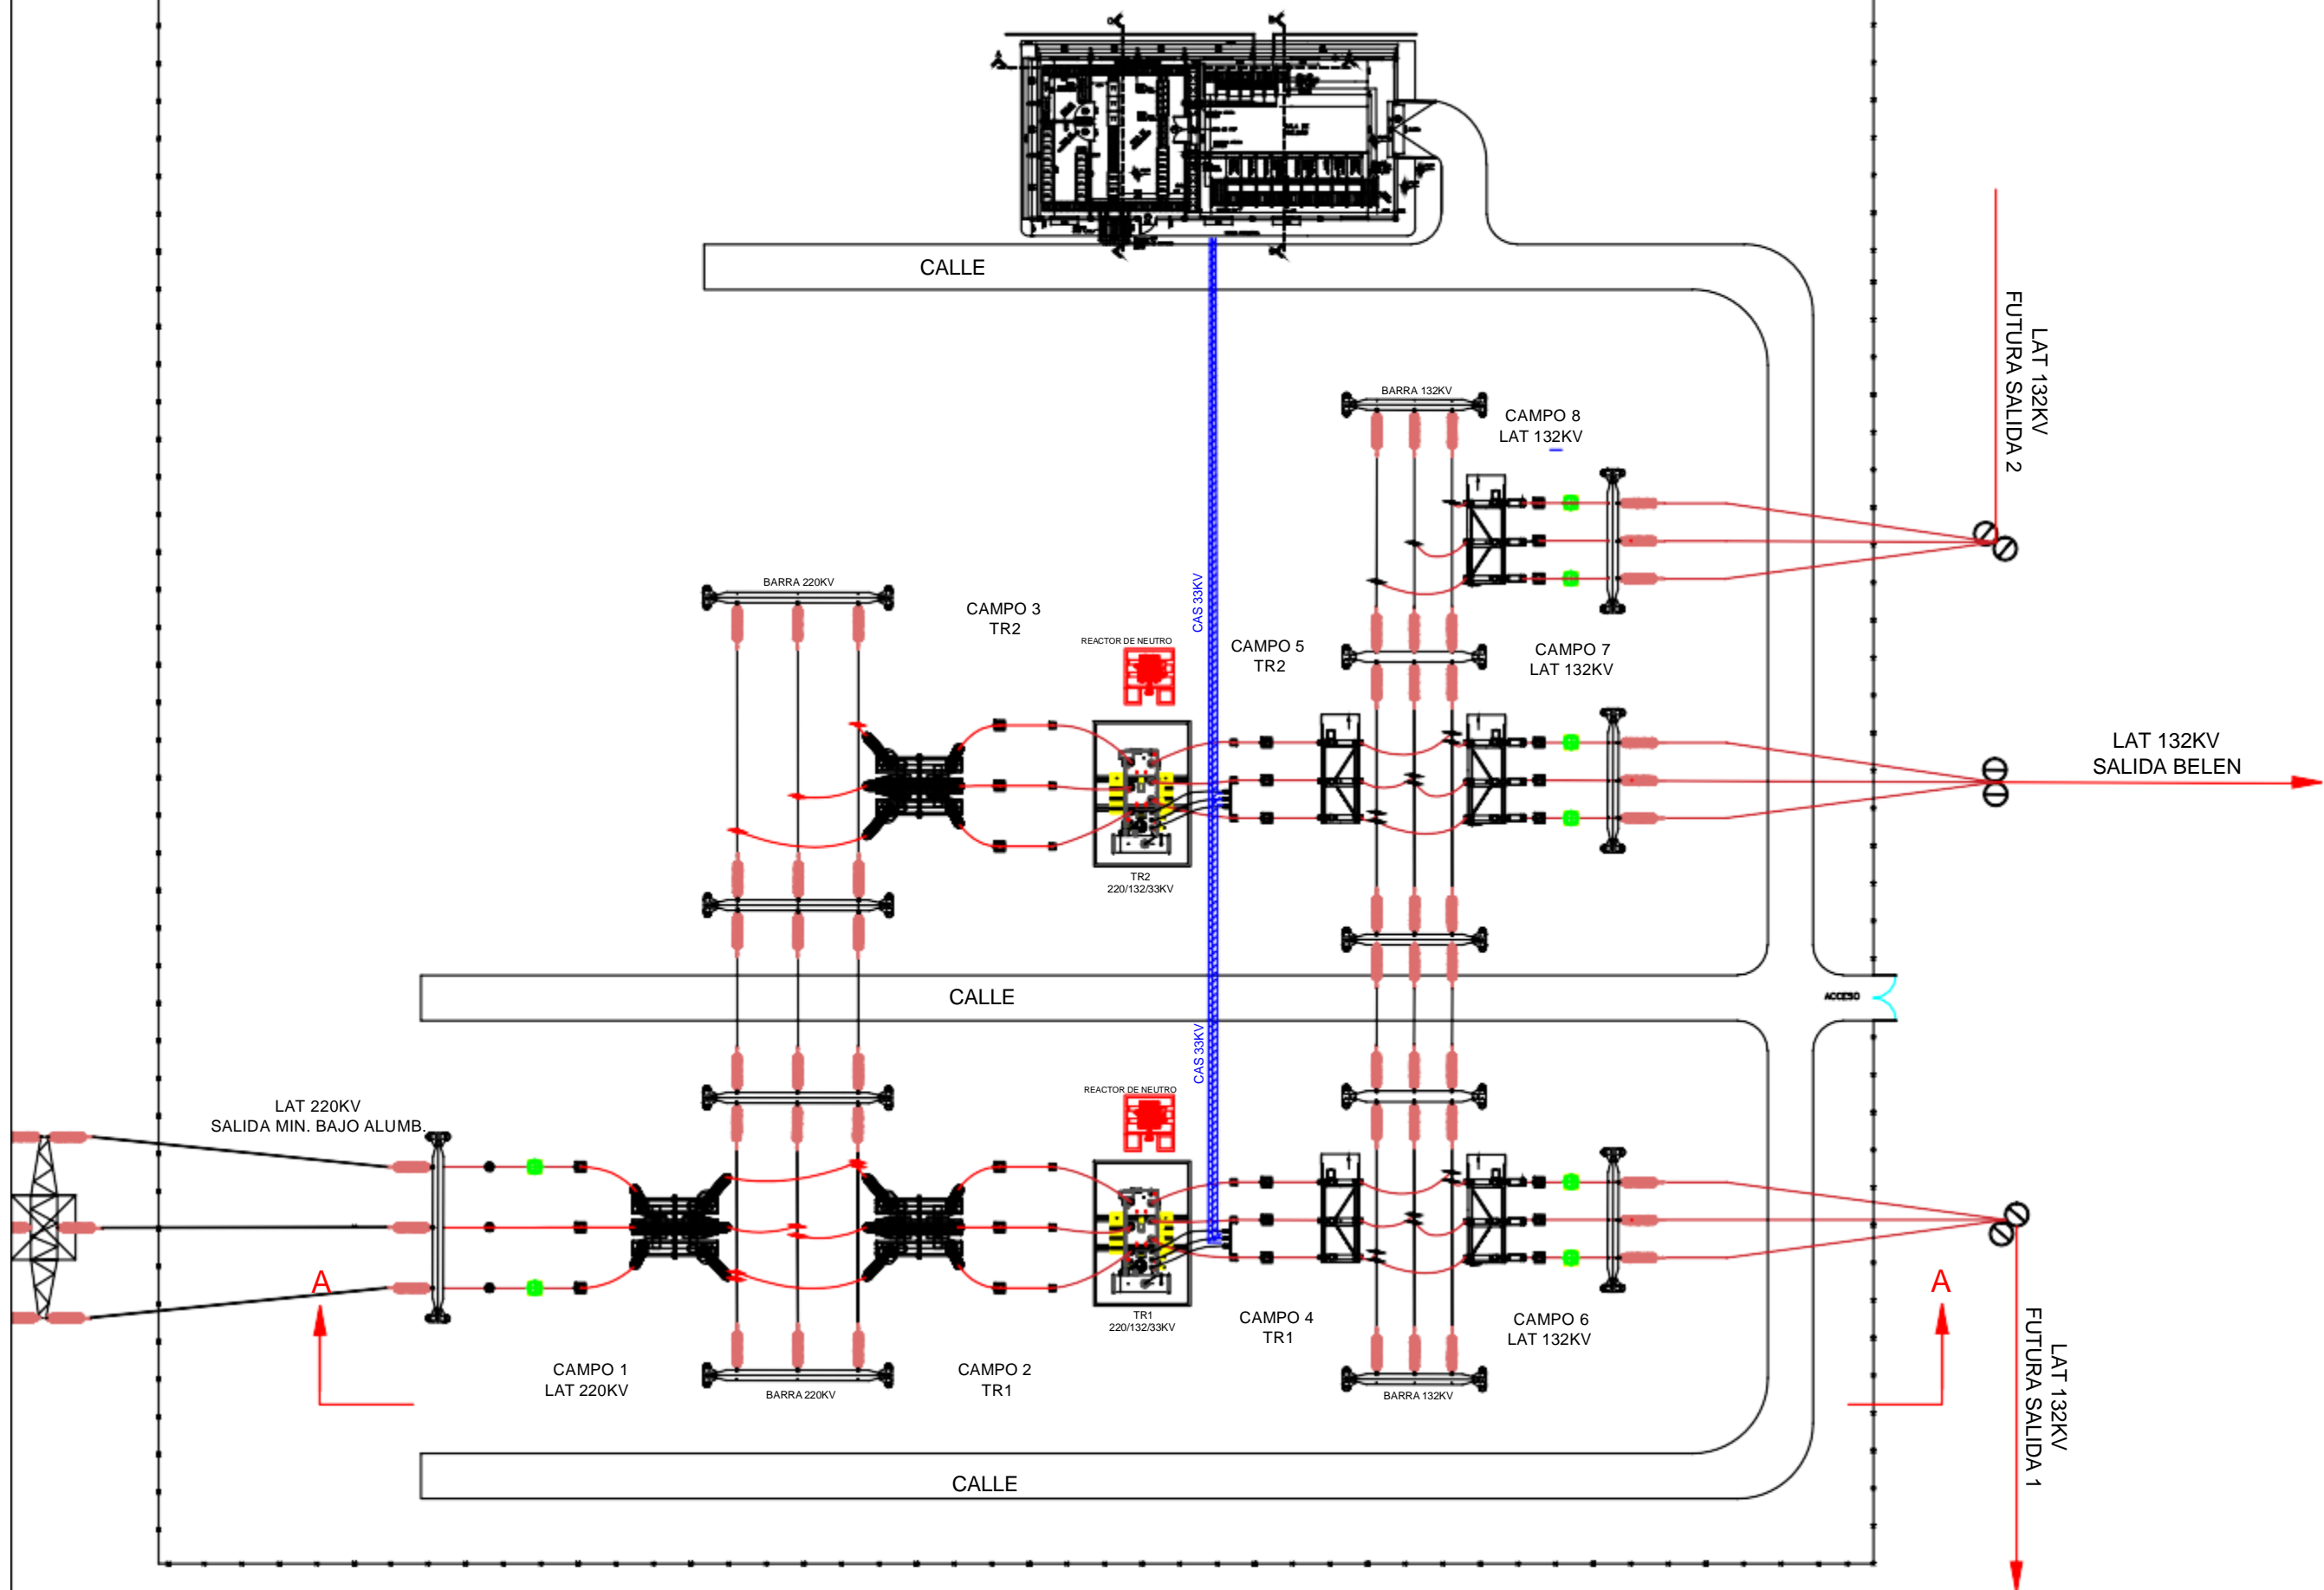 CALLE
LAT 132KV
FUTURA SALIDA 2
BARRA 132KV
CAMPO 8
LAT 132KV
BARRA 220KV
CAMPO 3
TR2
CAS 33KV
REACTOR DE NEUTRO
CAMPO 5
TR2
CAMPO 7
LAT 132KV
LAT 132KV
SALIDA BELEN
TR2
220/132/33KV
CALLE
ACCESO
CAS 33KV
REACTOR DE NEUTRO
LAT 220KV
SALIDA MIN. BAJO ALUMB.
A
A
TR1
220/132/33KV
CAMPO 4
TR1
CAMPO 6
LAT 132KV
LAT 132KV
FUTURA SALIDA 1
CAMPO 1
LAT 220KV
BARRA 220KV
CAMPO 2
TR1
BARRA 132KV
CALLE